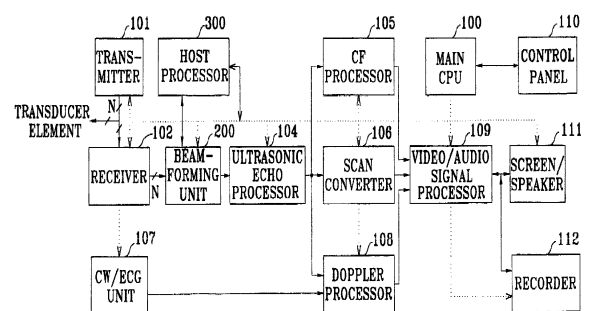 101
300
105
100
110
TRANS-
MITTER
HOST
PROCESSOR
CF
PROCESSOR
MAIN
CPU
CONTROL
PANEL
N
TRANSDUCER
ELEMENT
102
200
104
106
109
111
RECEIVER
N
BEAM-
FORMING
UNIT
ULTRASONIC
ECHO
PROCESSOR
SCAN
CONVERTER
VIDEO/AUDIO
SIGNAL
PROCESSOR
SCREEN/
SPEAKER
107
108
112
CW/ECG
UNIT
DOPPLER
PROCESSOR
RECORDER